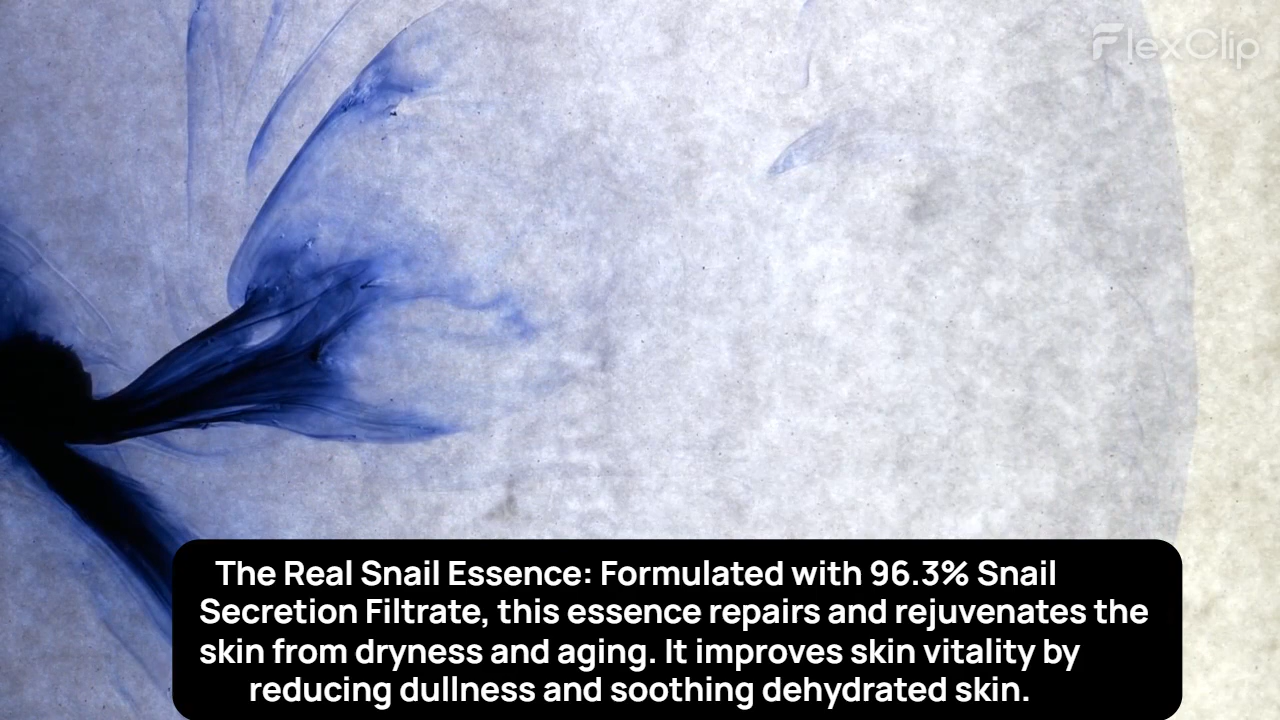 FlexClip
The Real Snail Essence: Formulated with 96.3% Snail
Secretion Filtrate, this essence repairs and rejuvenates the
skin from dryness and aging. It improves skin vitality by
reducing dullness and soothing dehydrated skin.